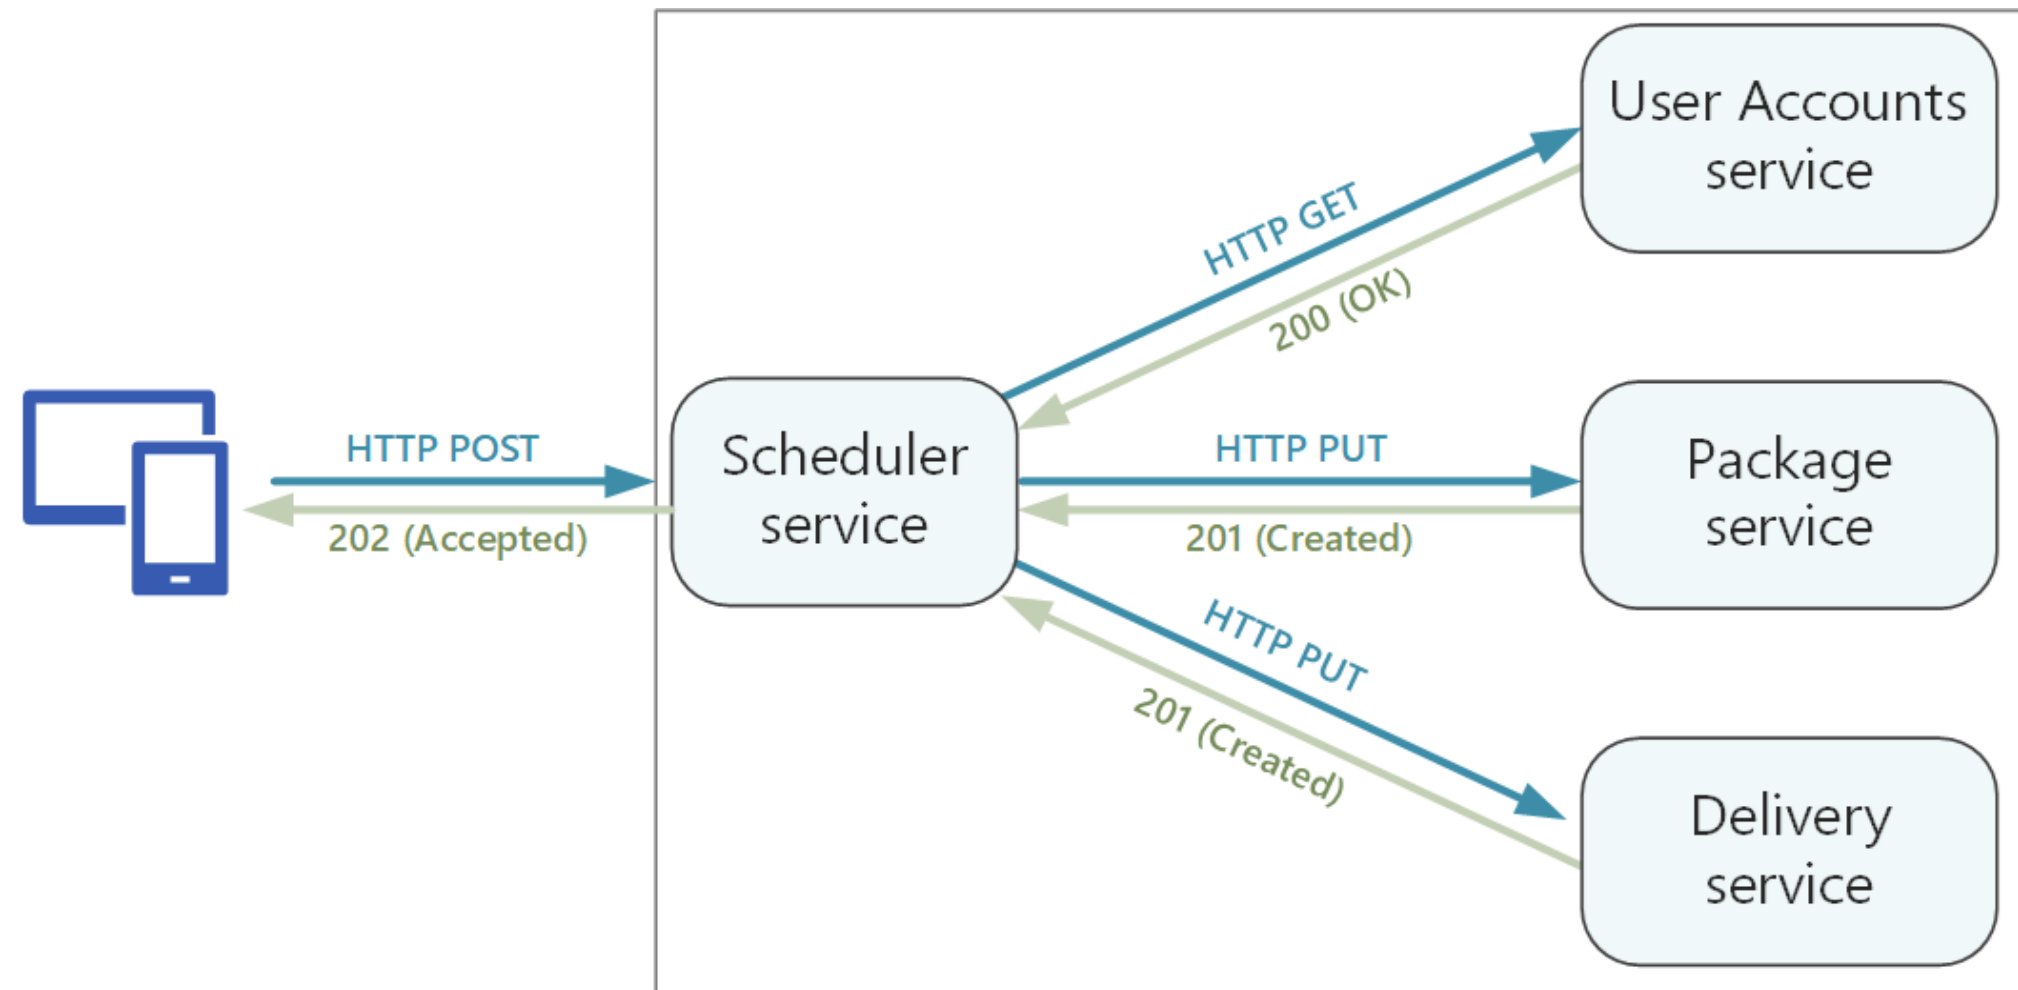 User Accounts
service
HTTP GET
200 (OK)
HTTP POST
202 (Accepted)
Scheduler
service
HTTP PUT
201 (Created)
Package
service
HTTP PUT
201 (Created)
Delivery
service